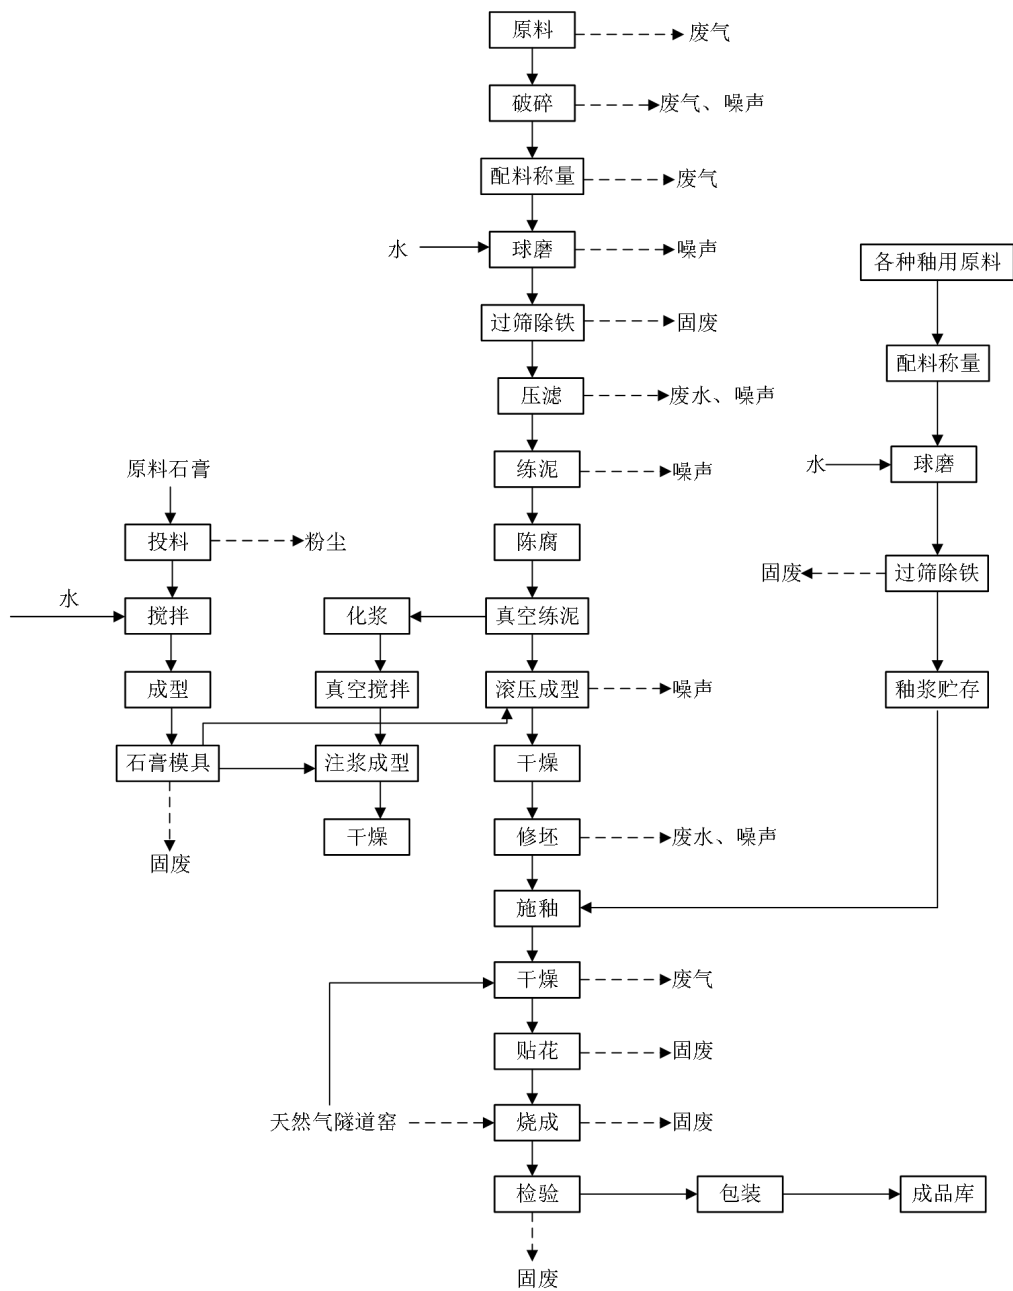 原料
废气
破碎
废气、噪声
配料称量
废气
水
球磨
噪声
各种釉用原料
过筛除铁
固废
配料称量
压滤
废水、噪声
原料石膏
练泥
噪声
水
球磨
投料
粉尘
陈腐
固废
过筛除铁
水
搅拌
化浆
真空练泥
成型
真空搅拌
滚压成型
噪声
釉浆贮存
石膏模具
注浆成型
干燥
固废
干燥
修坯
废水、噪声
施釉
干燥
废气
贴花
固废
天然气隧道窑
烧成
固废
检验
包装
成品库
固废